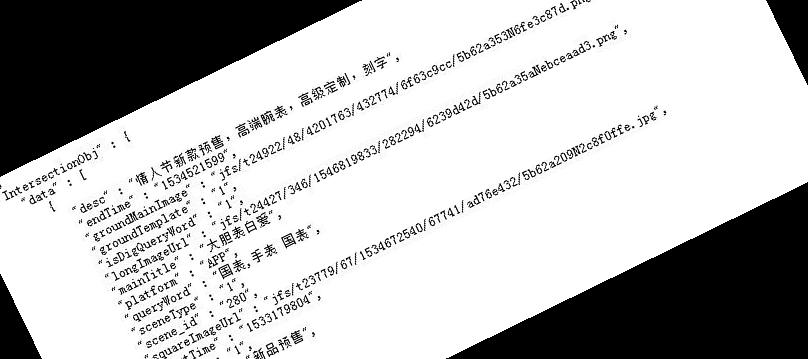 IntersectionObj" : {
"data" : [
{ "desc" : "情人节新款预售，高端腕表，高级定制，刻字",
"endTime" : "1534521599",
"groundMainImage" : "jfs/t24922/48/4201763/432774/6f63c9cc/5b62a353N6fe3c87d.png
"groundTemplate" : "1",
"isDigQueryWord" : "1",
"longImageUrl" : "jfs/t24427/346/1546819833/282294/6239d42d/5b62a35aNebceaad3.png",
"mainTitle" : "大胆表白爱",
"platform" : "APP",
"queryWord" : "国表,手表 国表",
"sceneType" : "1",
"scene_id" : "280",
"squareImageUrl" : "jfs/t23779/67/1534672540/67741/ad76e432/5b62a209N2c8f0ffe.jpg",
tTime" : "1533179804",
: "1",
"新品预售",